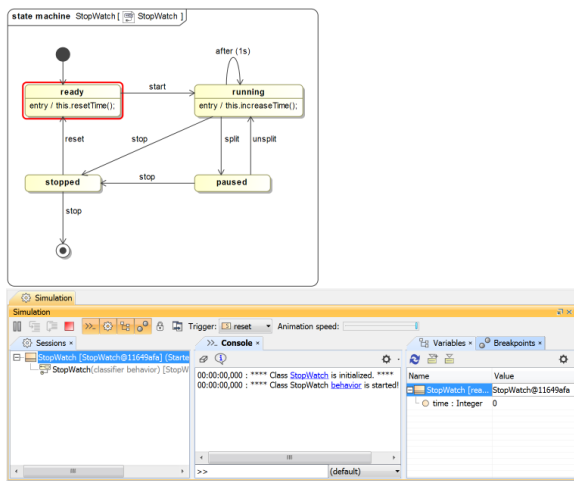 state machine StopWatch [ StopWatch ]
after (1s)
ready
entry / this.resetTime();
start
running
entry / this.increaseTime();
reset
stop
split
unsplit
stopped
stop
paused
stop
Simulation
Simulation
Trigger: reset Animation speed:
Sessions × Console × Variables × Breakpoints ×
StopWatch [StopWatch@11649afa] (Starte
StopWatch(classifier behavior) [StopW
00:00:00,000 : **** Class StopWatch is initialized. ****
00:00:00,000 : **** Class StopWatch behavior is started!
Name Value
StopWatch [rea... StopWatch@11649afa
time : Integer 0
>> (default)